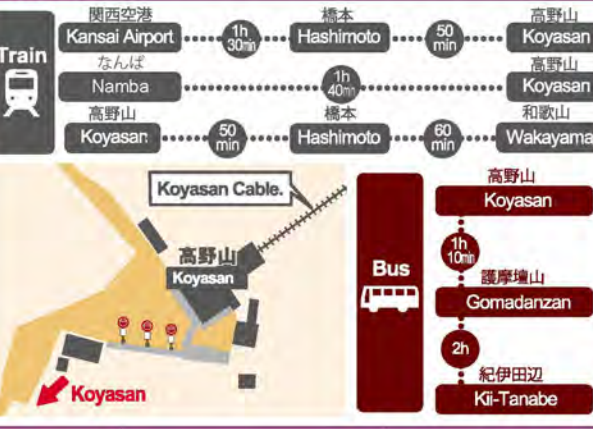 Train
関西空港
Kansai Airport
1h
30min
橋本
Hashimoto
50
min
高野山
Koyasan
なんば
Namba
1h
40min
高野山
Koyasan
高野山
Koyasan
50
min
橋本
Hashimoto
60
min
和歌山
Wakayama
Koyasan Cable.
高野山
Koyasan
Koyasan
Bus
高野山
Koyasan
1h
10min
護摩壇山
Gomadanzan
2h
紀伊田辺
Kii-Tanabe